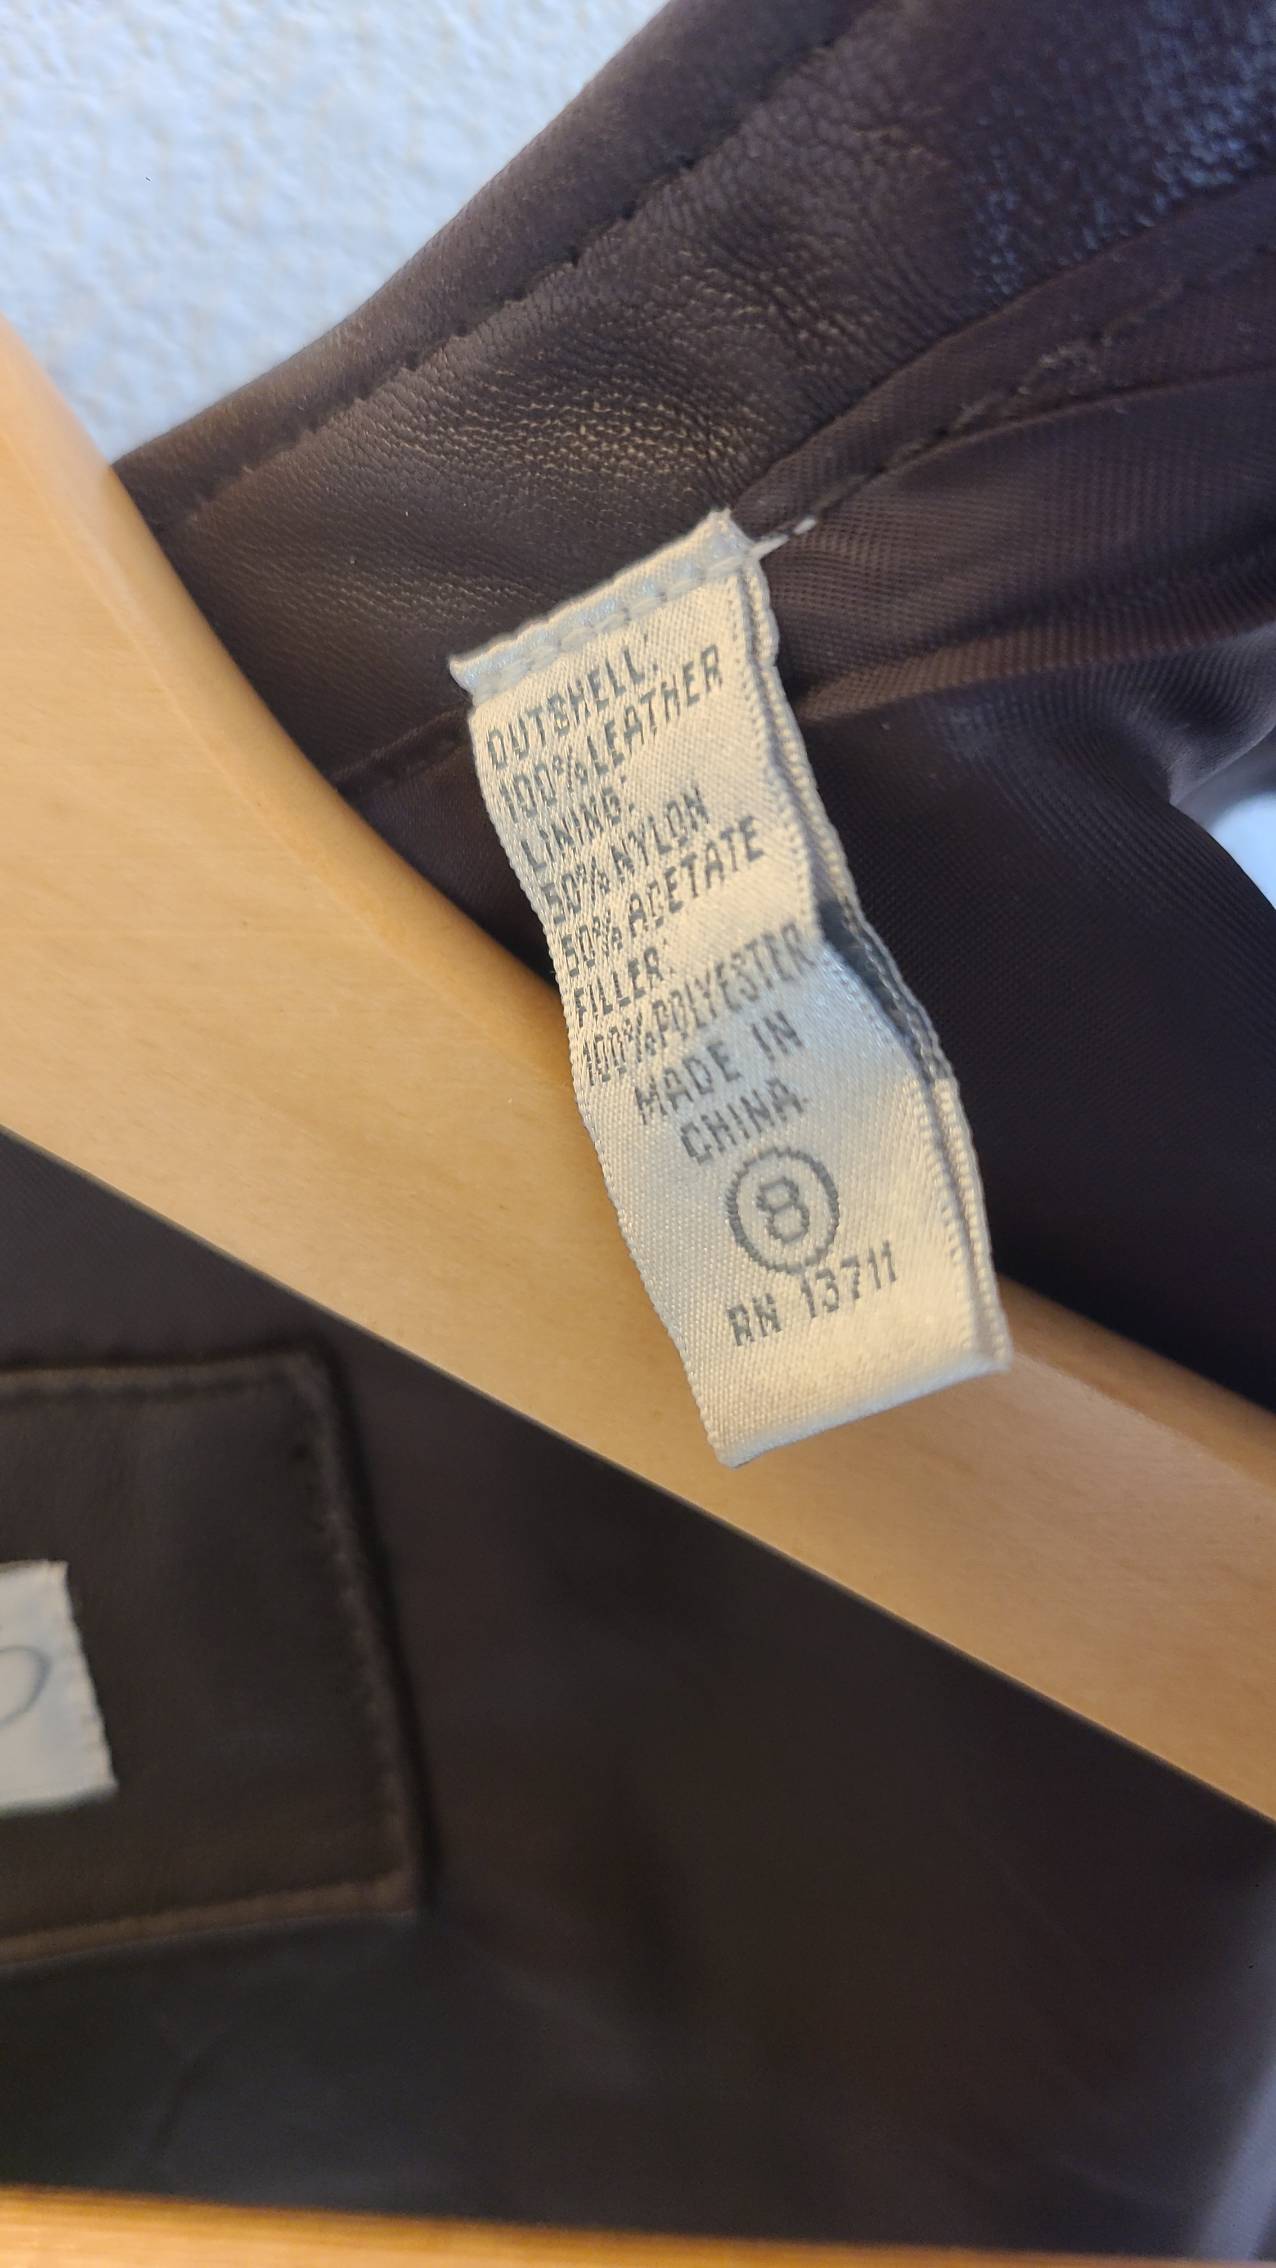 OUTSHELL:
100%LEATHER
LINING:
50% NYLON
50% ACETATE
FILLER:
100%POLYESTER
MADE IN
CHINA
8
RN 13711